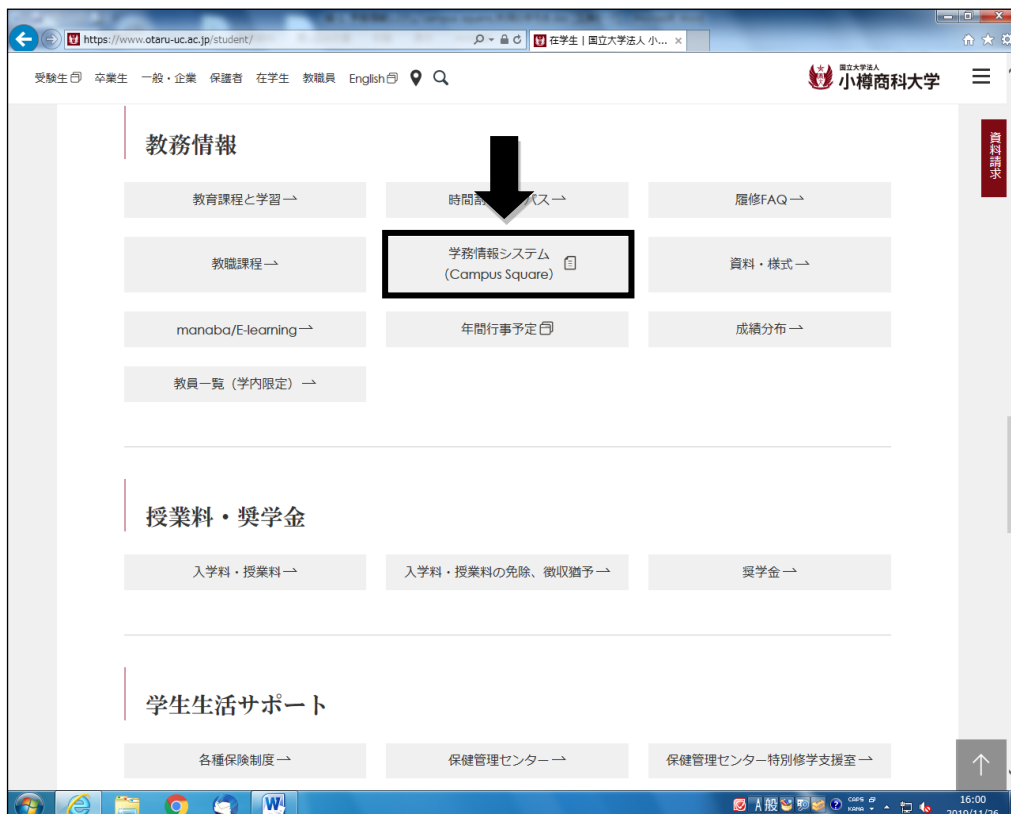 https://www.otaru-uc.ac.jp/student/
在学生 | 国立大学法人 小...
受験生 卒業生 一般・企業 保護者 在学生 教職員 English
国立大学法人
小樽商科大学
資料請求
教務情報
教育課程と学習
時間割 パス
履修FAQ
教職課程
学務情報システム
(Campus Square)
資料・様式
manaba/E-learning
年間行事予定
成績分布
教員一覧（学内限定）
授業料・奨学金
入学料・授業料
入学料・授業料の免除、徴収猶予
奨学金
学生生活サポート
各種保険制度
保健管理センター
保健管理センター特別修学支援室
A 般
CAPS
KANA
16:00
2019/11/26